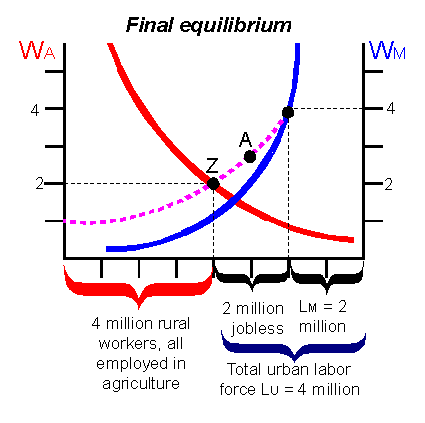 Final equilibrium
WA
WM
4
4
A
Z
2
2
4 million rural
workers, all
employed in
agriculture
2 million
jobless
LM = 2
million
Total urban labor
force LU = 4 million